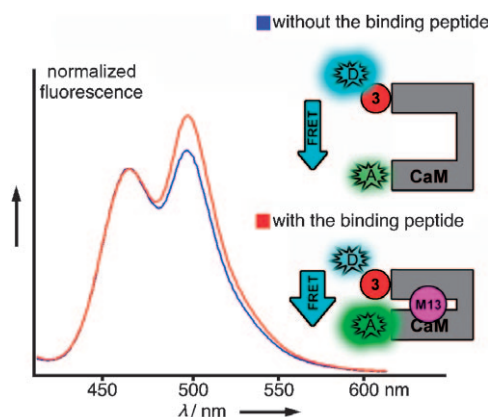 without the binding peptide
normalized
fluorescence
D
3
FRET
A
CaM
with the binding peptide
D
3
FRET
M13
A
CaM
450 500 550 600 nm
λ/ nm